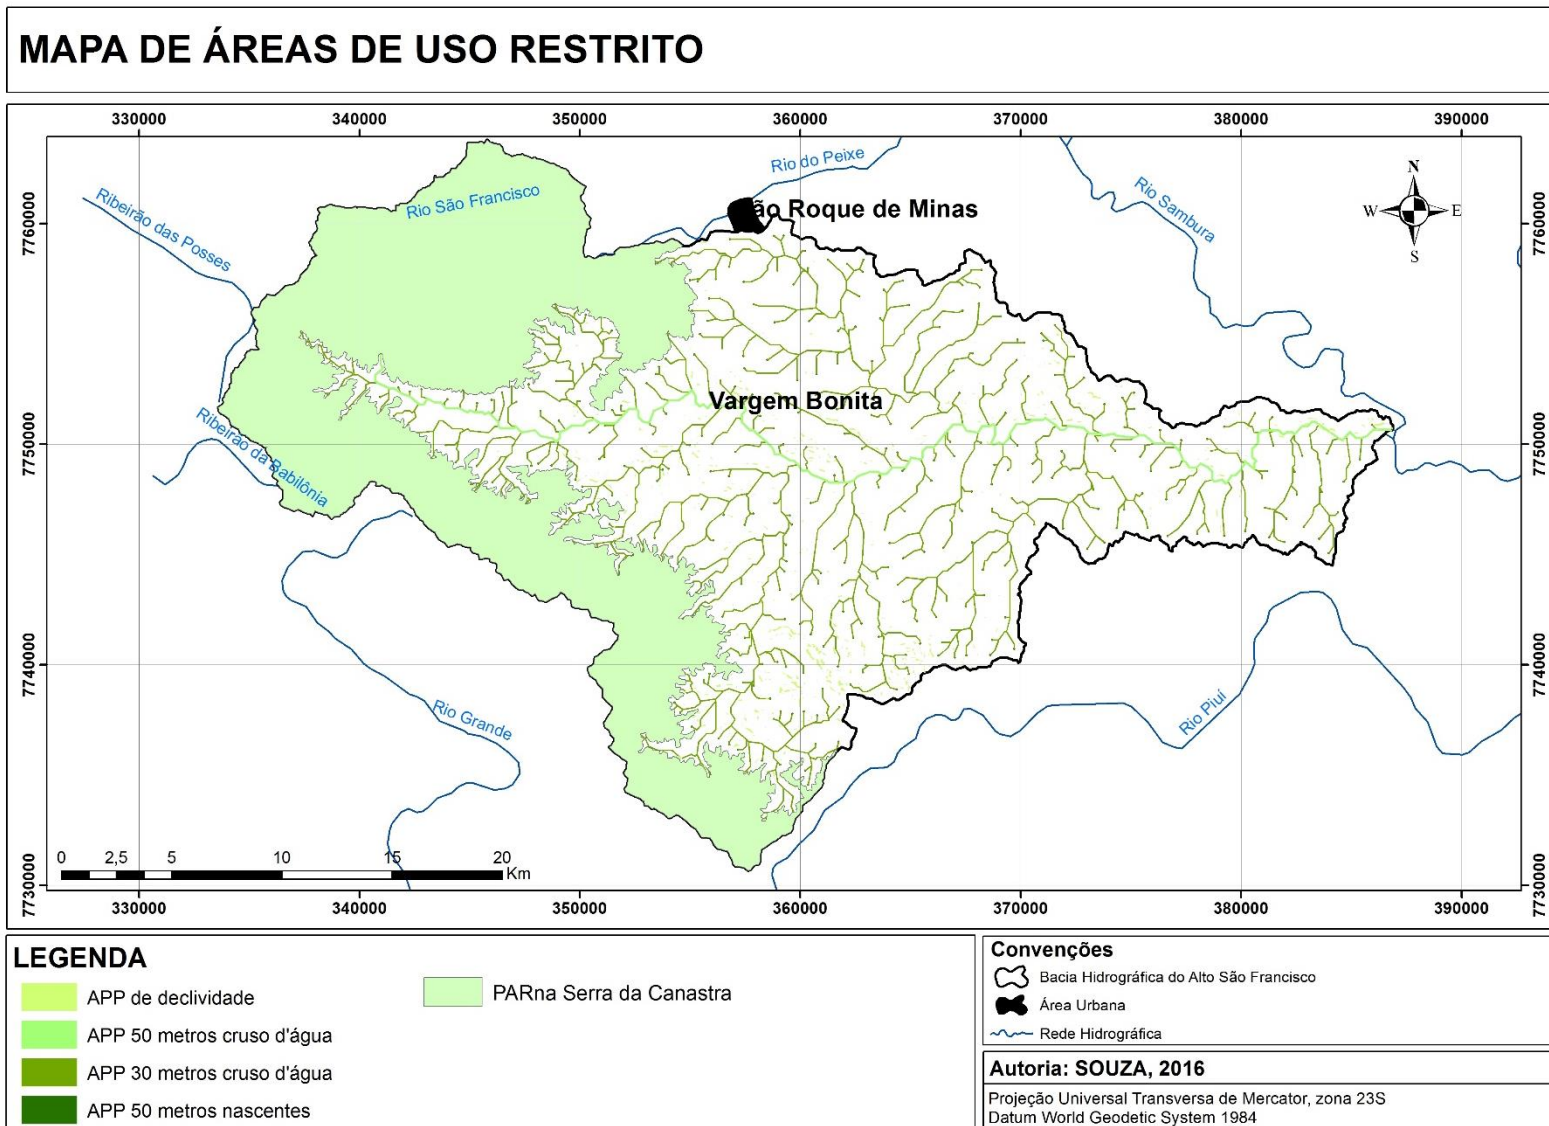 MAPA DE ÁREAS DE USO RESTRITO
330000 340000 350000 360000 370000 380000 390000
7760000 7760000
7750000 7750000
7740000 7740000
7730000 7730000
Rio do Peixe
Rio São Francisco
Ribeirão das Posses
Rio Sambura
ão Roque de Minas
N
W E
S
Vargem Bonita
Ribeirão da Babilônia
Rio Grande
Rio Piuí
0 2,5 5 10 15 20
Km
330000 340000 350000 360000 370000 380000 390000
LEGENDA
APP de declividade
APP 50 metros cruso d'água
APP 30 metros cruso d'água
APP 50 metros nascentes
PARna Serra da Canastra
Convenções
Bacia Hidrográfica do Alto São Francisco
Área Urbana
Rede Hidrográfica
Autoria: SOUZA, 2016
Projeção Universal Transversa de Mercator, zona 23S
Datum World Geodetic System 1984